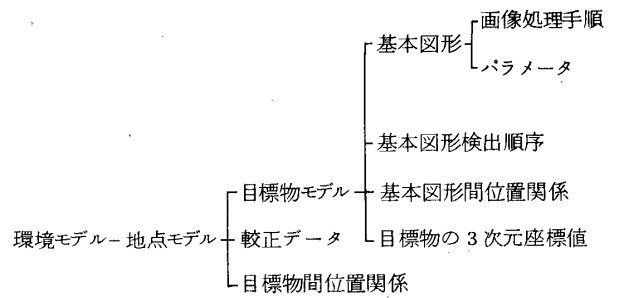 画像処理手順
基本図形
パラメータ
基本図形検出順序
目標物モデル
基本図形間位置関係
環境モデル−地点モデル
較正データ
目標物の3次元座標値
目標物間位置関係